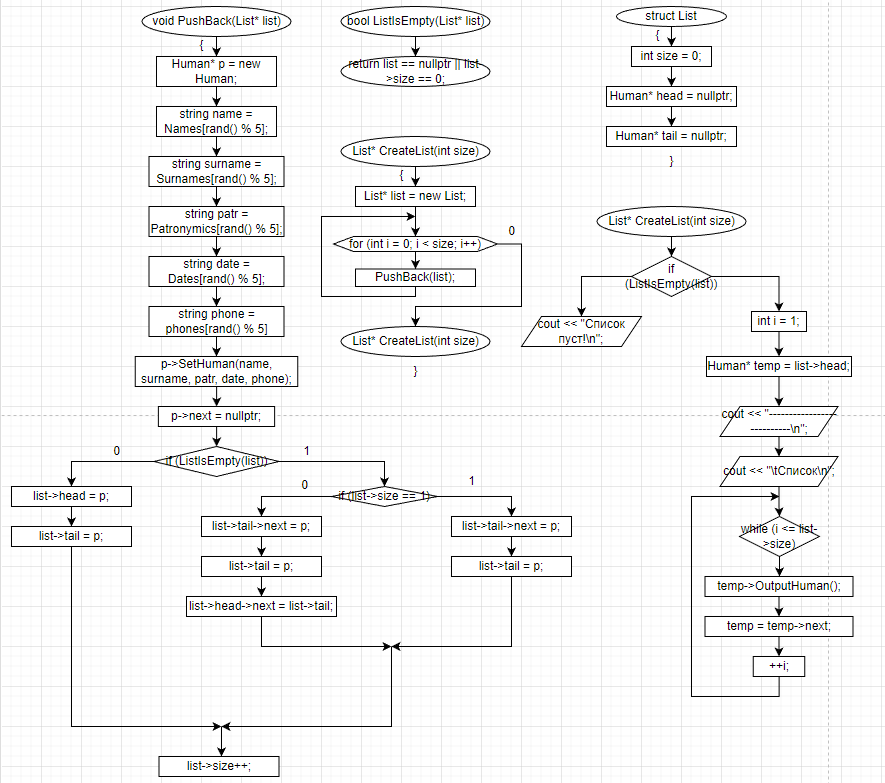 void PushBack(List* list)
{
Human* p = new
Human;
string name =
Names[rand() % 5];
string surname =
Surnames[rand() % 5];
string patr =
Patronymics[rand() % 5];
string date =
Dates[rand() % 5];
string phone =
phones[rand() % 5]
p->SetHuman(name,
surname, patr, date, phone);
p->next = nullptr;
if (ListIsEmpty(list))
0
1
list->head = p;
list->tail = p;
if (list->size == 1)
0
1
list->tail->next = p;
list->tail = p;
list->head->next = list->tail;
list->tail->next = p;
list->tail = p;
list->size++;
bool ListIsEmpty(List* list)
return list == nullptr || list-
>size == 0;
List* CreateList(int size)
{
List* list = new List;
for (int i = 0; i < size; i++)
0
PushBack(list);
List* CreateList(int size)
}
struct List
{
int size = 0;
Human* head = nullptr;
Human* tail = nullptr;
}
List* CreateList(int size)
if
(ListIsEmpty(list))
cout << "Список
пуст!\n";
int i = 1;
Human* temp = list->head;
cout << "-----------------
----------\n";
cout << "\tСписок\n";
while (i <= list-
>size)
temp->OutputHuman();
temp = temp->next;
++i;